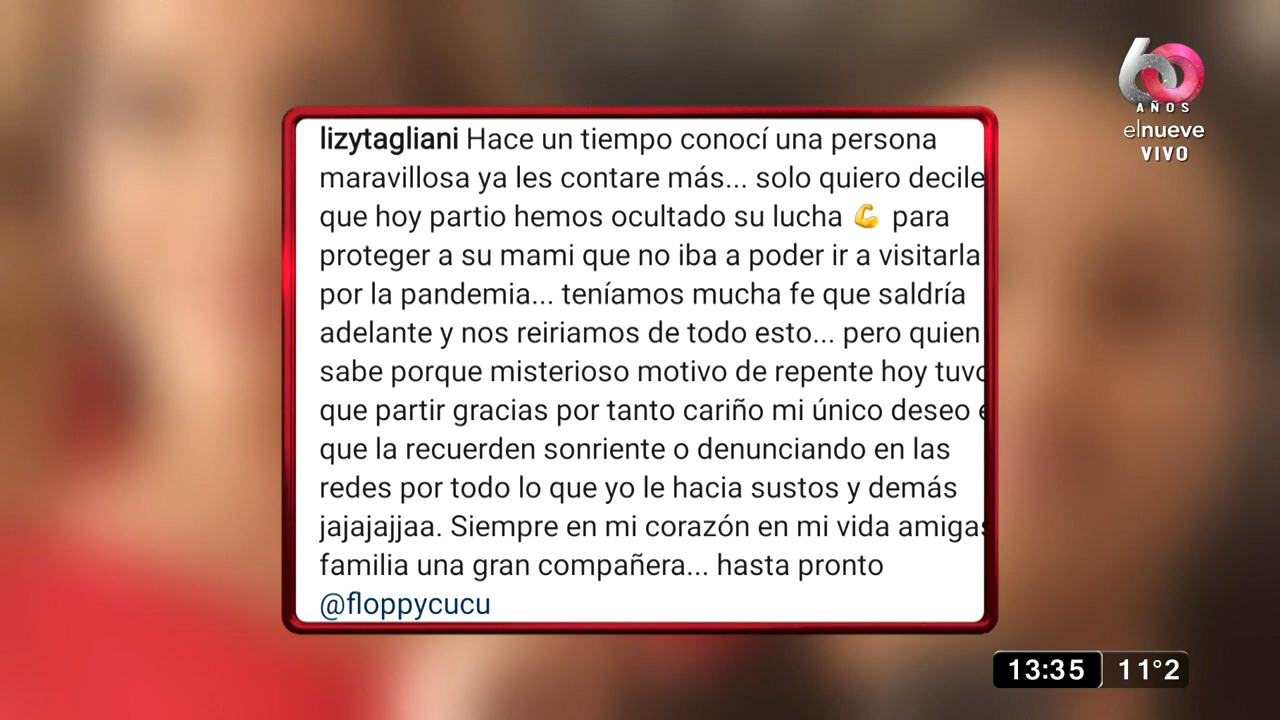 60
AÑOS
elnueve
VIVO
lizytagliani Hace un tiempo conocí una persona
maravillosa ya les contare más... solo quiero decile
que hoy partio hemos ocultado su lucha 💪 para
proteger a su mami que no iba a poder ir a visitarla
por la pandemia... teníamos mucha fe que saldría
adelante y nos reiriamos de todo esto... pero quien
sabe porque misterioso motivo de repente hoy tuvo
que partir gracias por tanto cariño mi único deseo e
que la recuerden sonriente o denunciando en las
redes por todo lo que yo le hacia sustos y demás
jajajajjaa. Siempre en mi corazón en mi vida amigas
familia una gran compañera... hasta pronto
@floppycucu
13:35 11°2